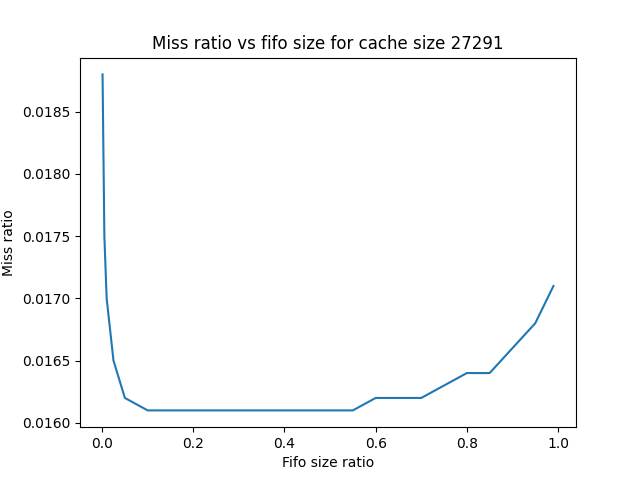 Miss ratio vs fifo size for cache size 27291
0.0185
0.0180
0.0175
0.0170
0.0165
0.0160
Miss ratio
0.0 0.2 0.4 0.6 0.8 1.0
Fifo size ratio